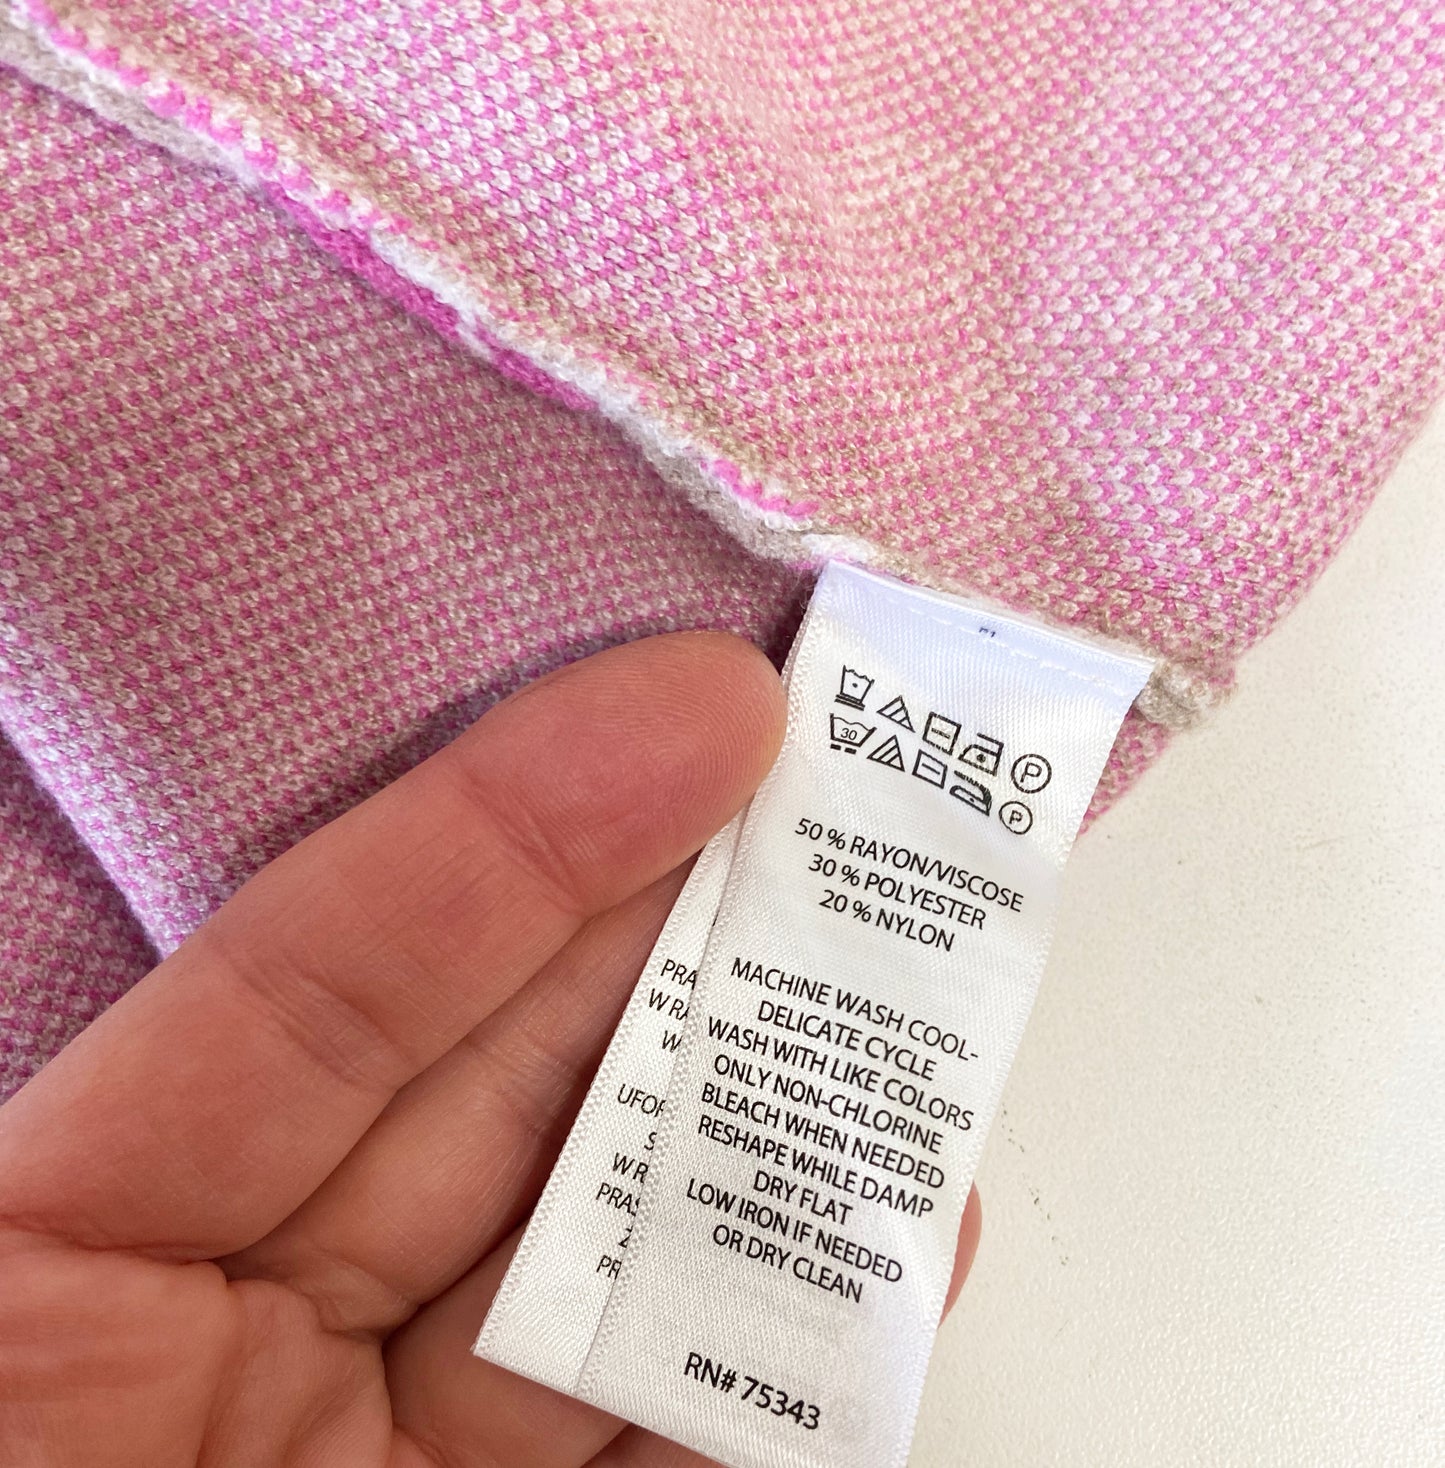 30
P
P
50 % RAYON/VISCOSE
30 % POLYESTER
20 % NYLON
MACHINE WASH COOL-
DELICATE CYCLE
WASH WITH LIKE COLORS
ONLY NON-CHLORINE
BLEACH WHEN NEEDED
RESHAPE WHILE DAMP
DRY FLAT
LOW IRON IF NEEDED
OR DRY CLEAN
RN# 75343